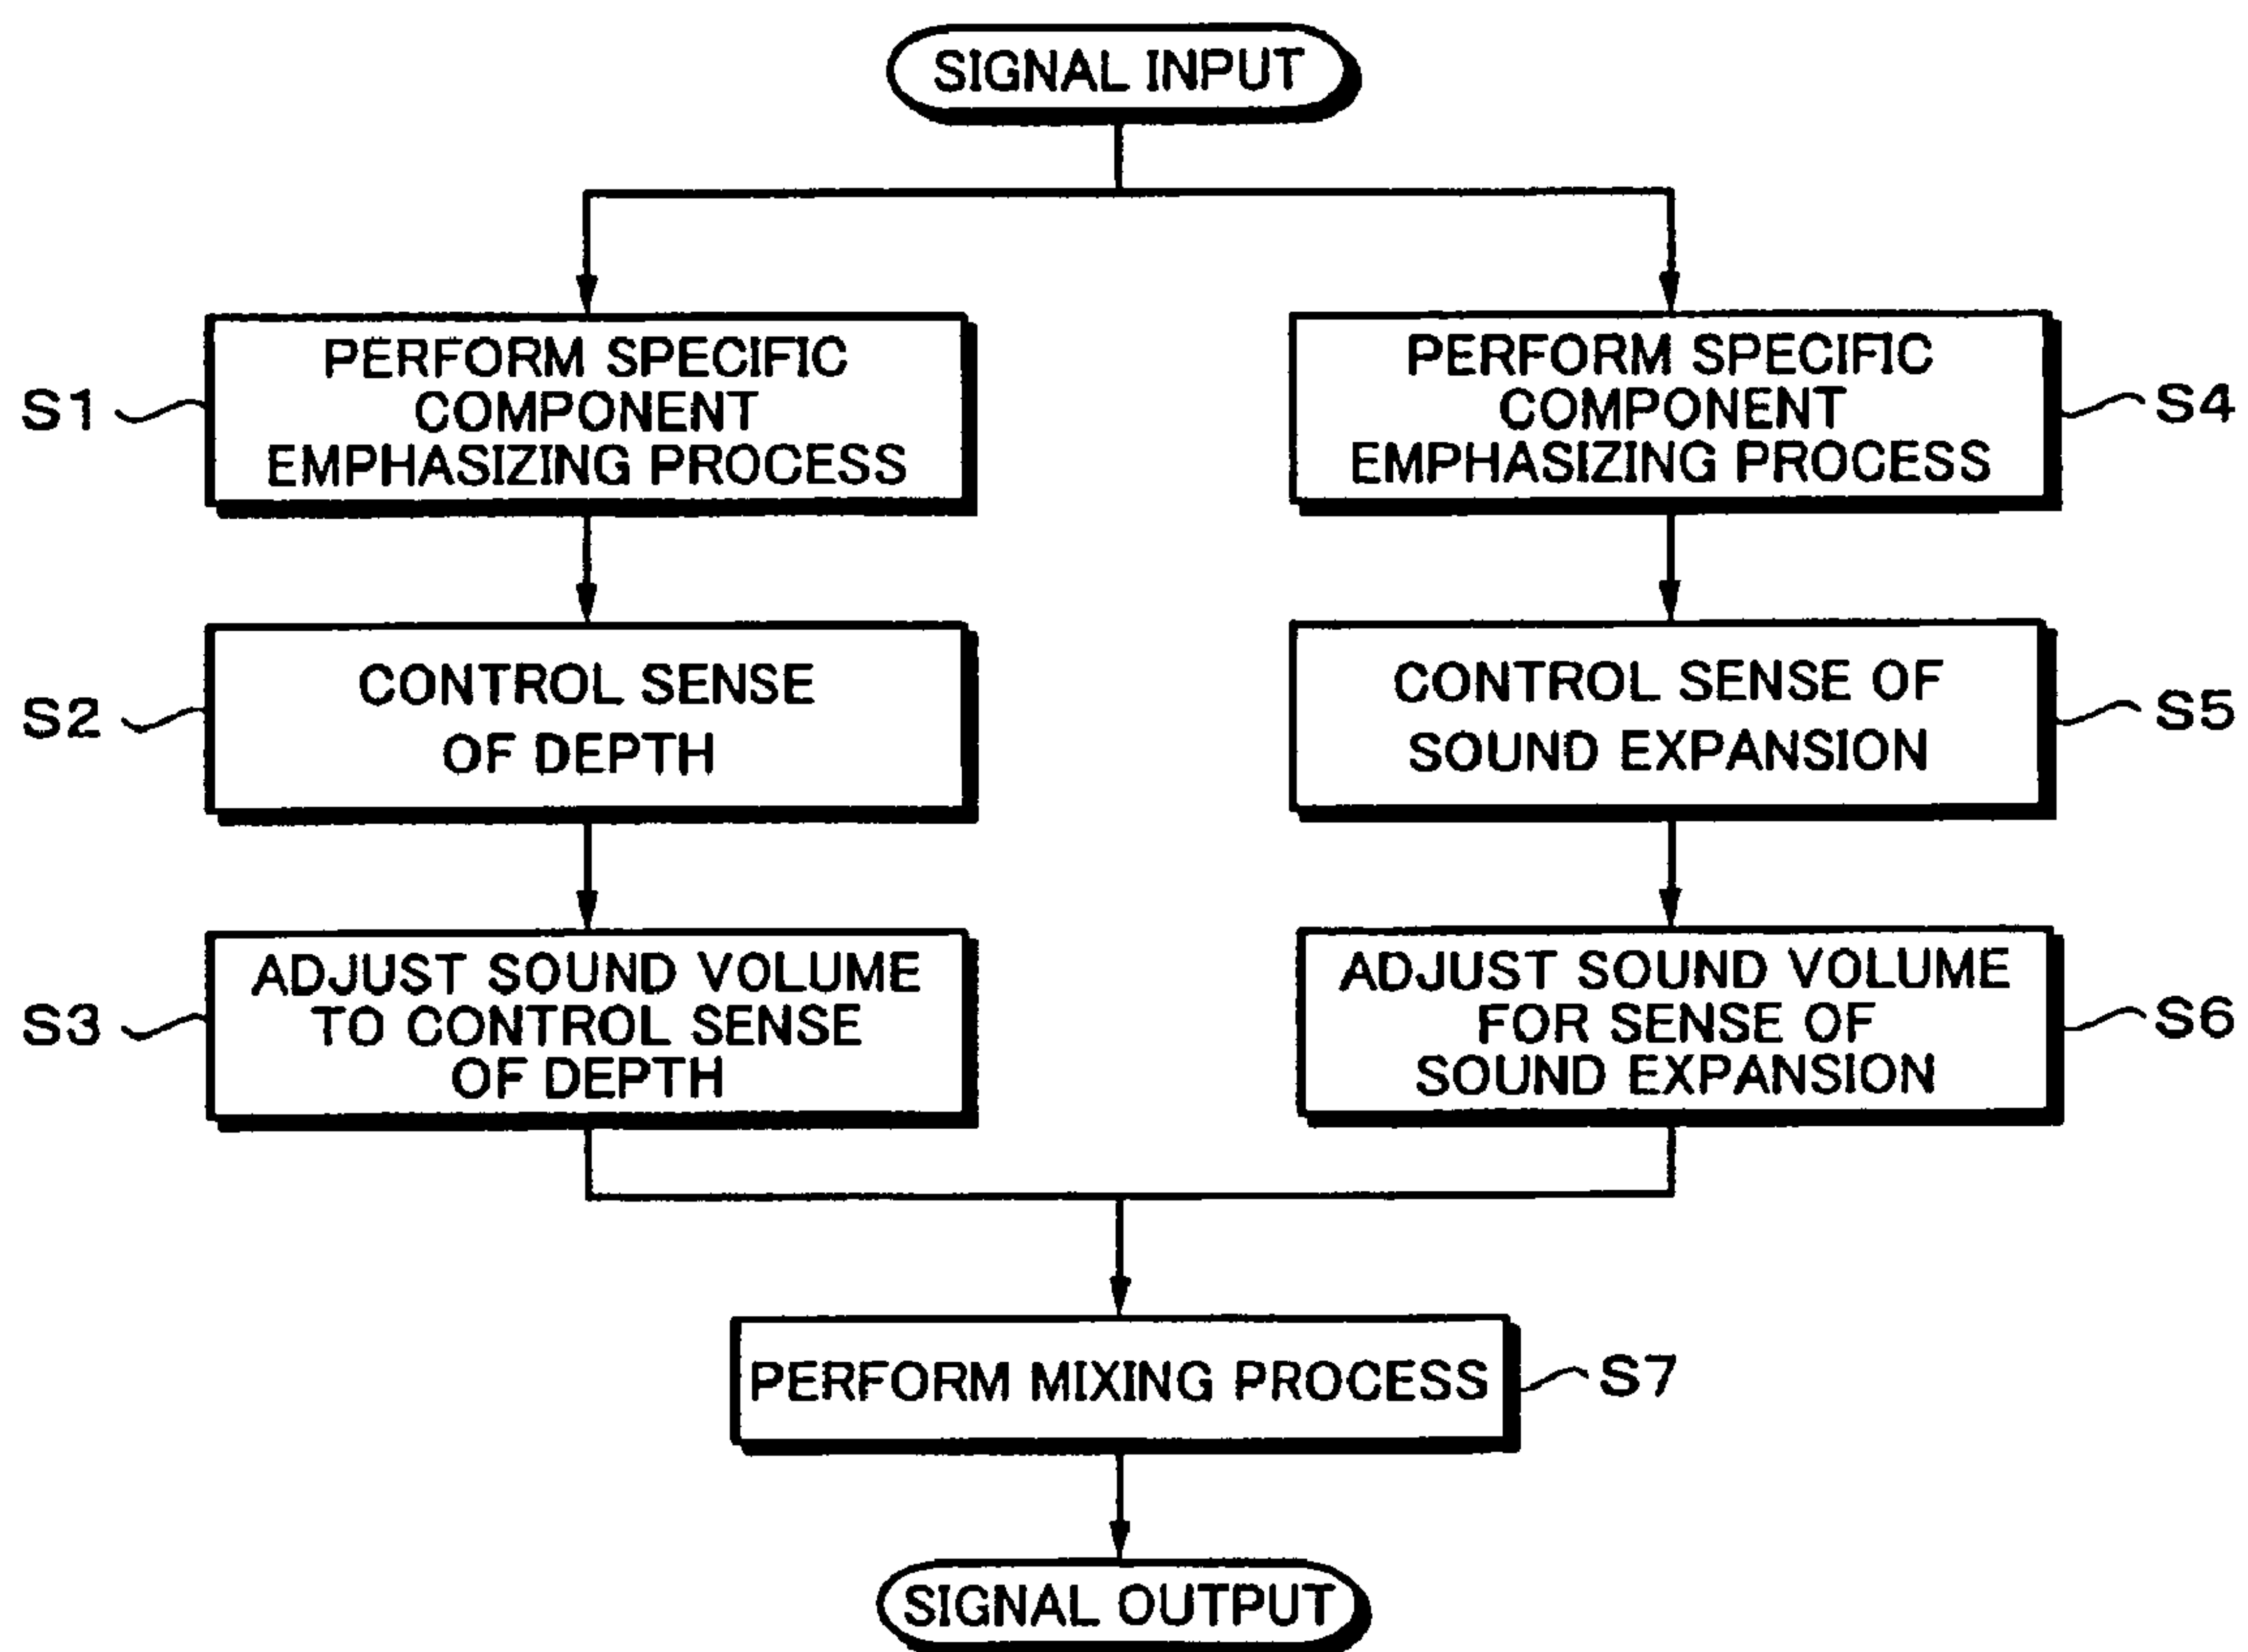 SIGNAL INPUT
S1
PERFORM SPECIFIC
COMPONENT
EMPHASIZING PROCESS
PERFORM SPECIFIC
COMPONENT
EMPHASIZING PROCESS
S4
S2
CONTROL SENSE
OF DEPTH
CONTROL SENSE OF
SOUND EXPANSION
S5
S3
ADJUST SOUND VOLUME
TO CONTROL SENSE
OF DEPTH
ADJUST SOUND VOLUME
FOR SENSE OF
SOUND EXPANSION
S6
PERFORM MIXING PROCESS
S7
SIGNAL OUTPUT